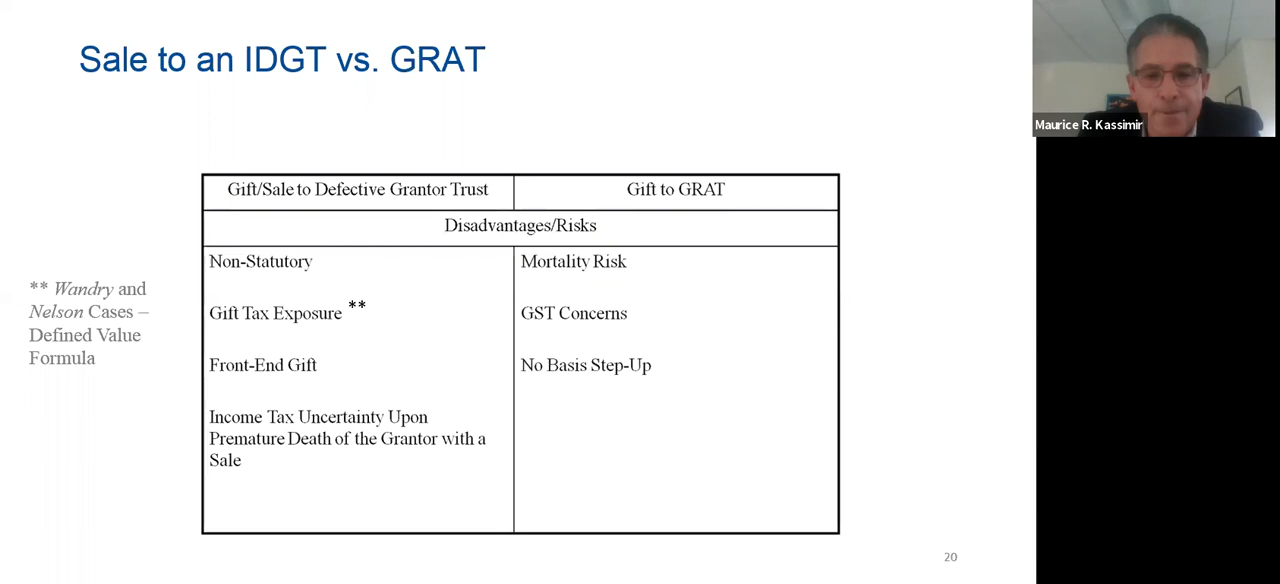 Sale to an IDGT vs. GRAT
Maurice R. Kassimir
Gift/Sale to Defective Grantor Trust
Gift to GRAT
Disadvantages/Risks
Non-Statutory
Mortality Risk
** Wandry and
Nelson Cases –
Defined Value
Formula
Gift Tax Exposure **
GST Concerns
Front-End Gift
No Basis Step-Up
Income Tax Uncertainty Upon
Premature Death of the Grantor with a
Sale
20